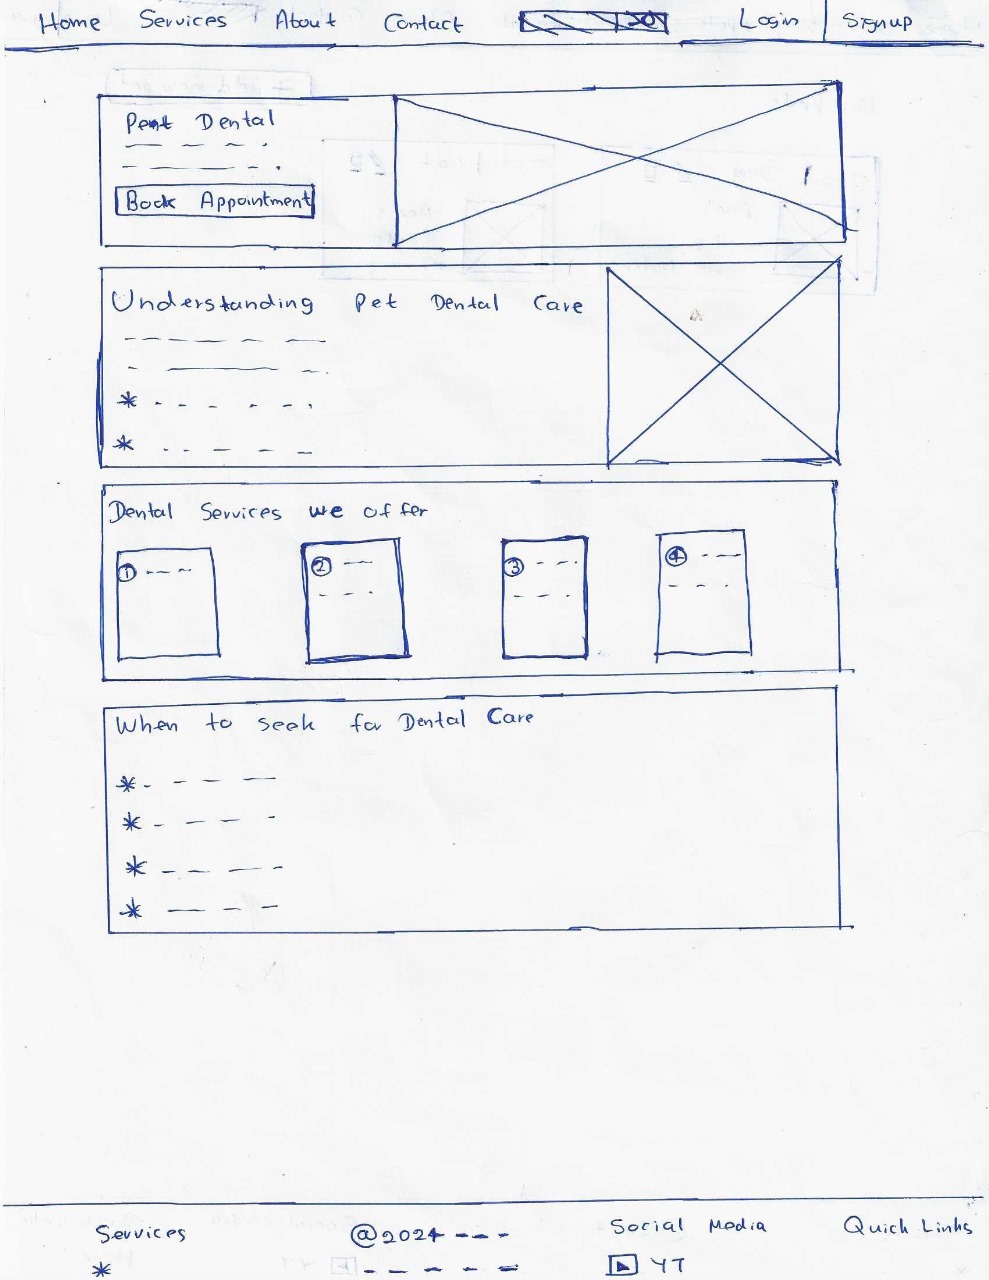 Home Services About Contact Login Signup
Dental
Book Appointment
Understanding Pet Dental Care
*
*
Dental Services we offer
1 2 3 4
When to seek for Dental Care
*
*
*
*
Services @2024 Social Media Quick Links
* YT